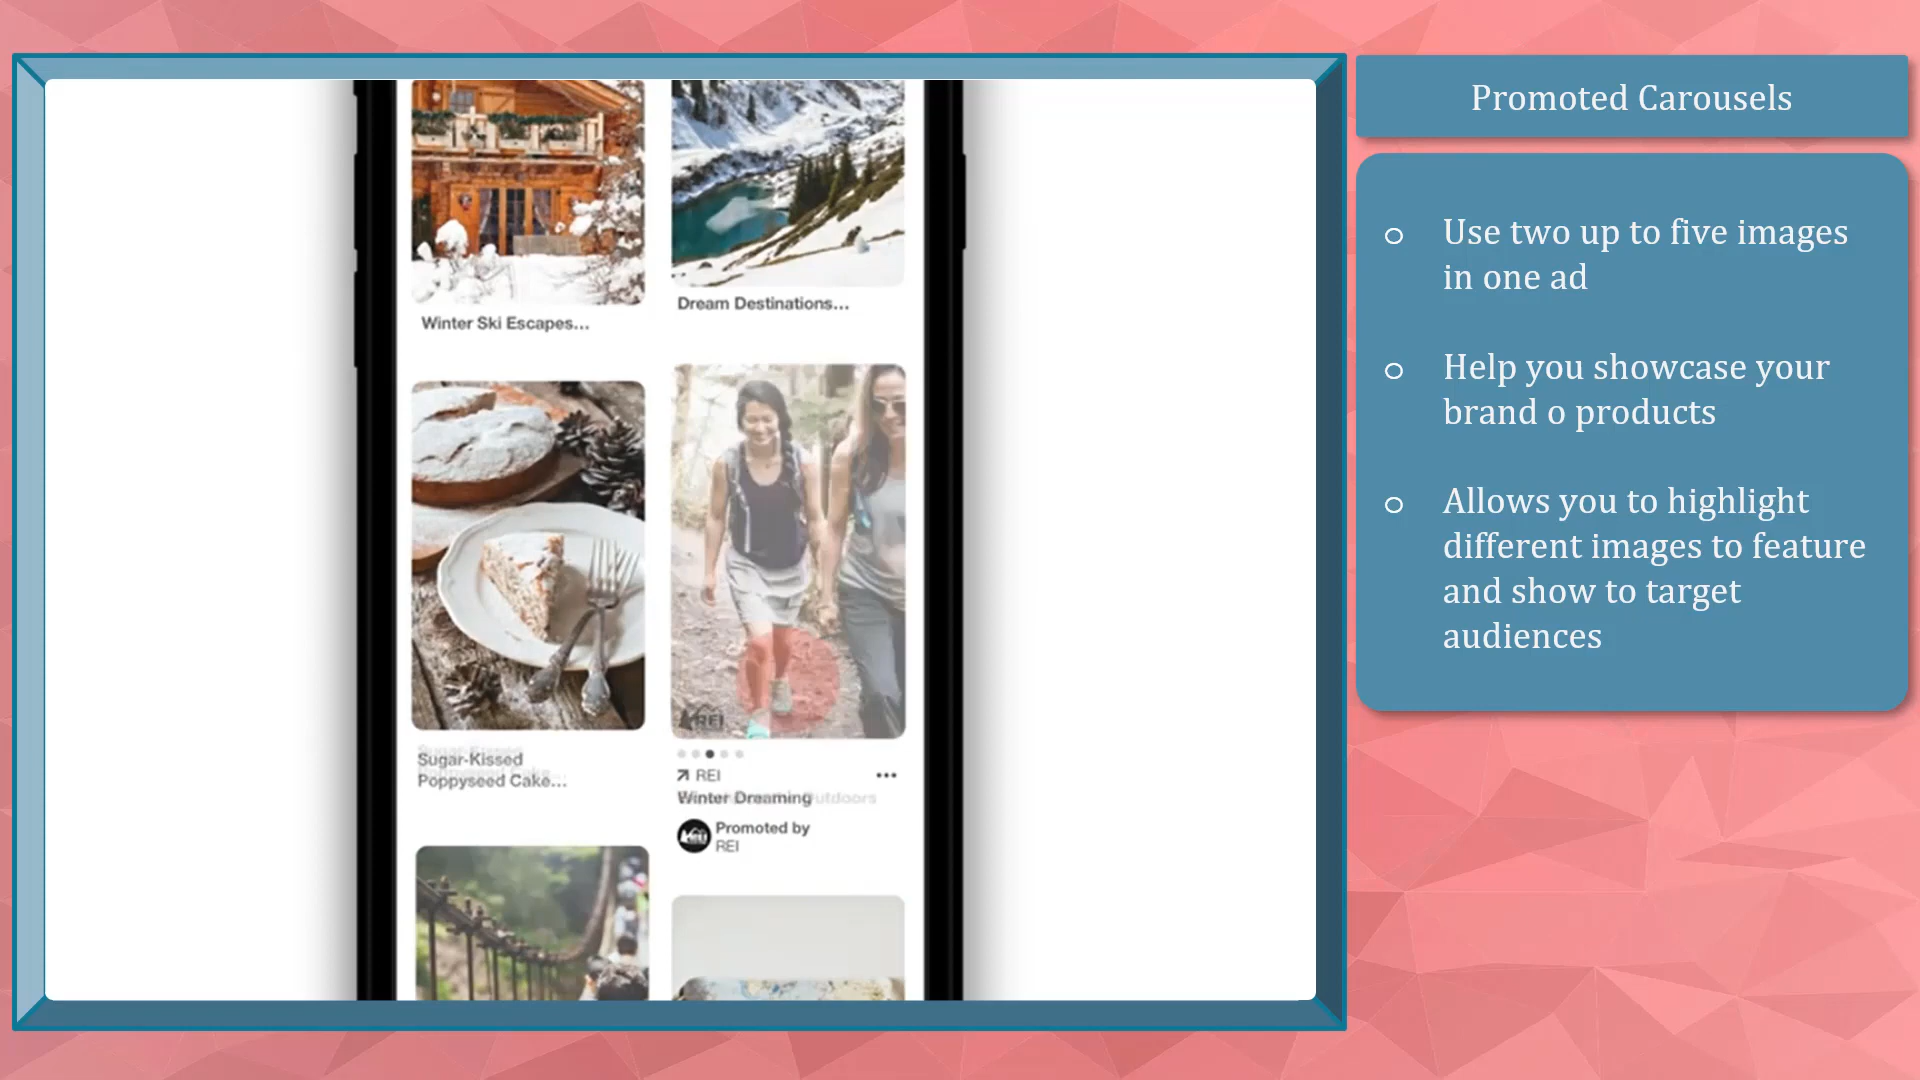 Promoted Carousels
Use two up to five images
in one ad
Help you showcase your
brand o products
Allows you to highlight
different images to feature
and show to target
audiences
Winter Ski Escapes...
Dream Destinations...
Sugar-Kissed
Poppyseed Cake...
REI
REI
Winter Dreaming
Outdoors
Promoted by
REI